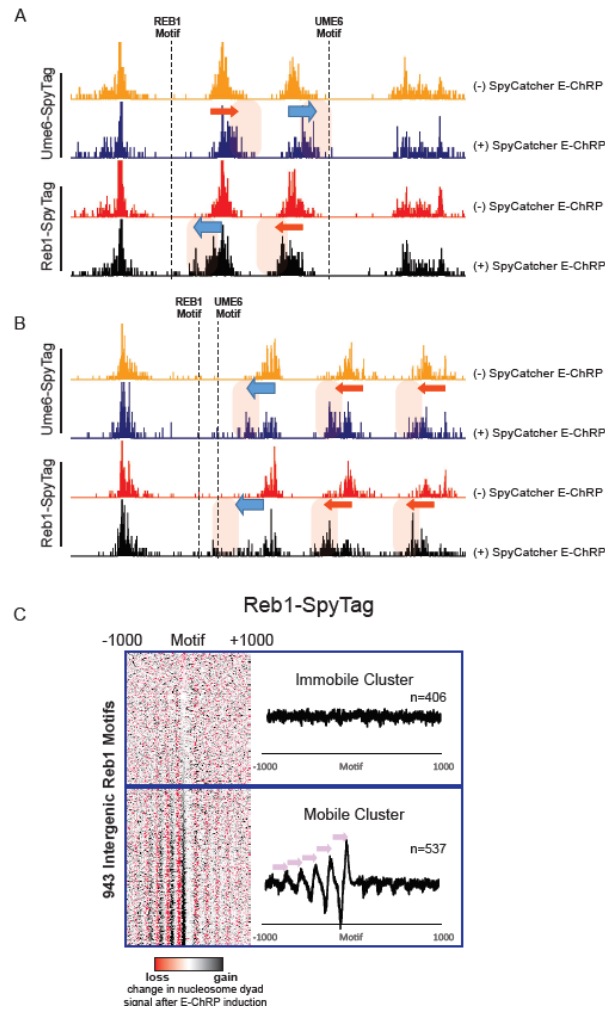 A
REB1
Motif
UME6
Motif
Ume6-SpyTag
(-) SpyCatcher E-ChRP
(+) SpyCatcher E-ChRP
Reb1-SpyTag
(-) SpyCatcher E-ChRP
(+) SpyCatcher E-ChRP
B
REB1
Motif
UME6
Motif
Ume6-SpyTag
(-) SpyCatcher E-ChRP
(+) SpyCatcher E-ChRP
Reb1-SpyTag
(-) SpyCatcher E-ChRP
(+) SpyCatcher E-ChRP
Reb1-SpyTag
C
-1000 Motif +1000
943 Intergenic Reb1 Motifs
Immobile Cluster
n=406
-1000 Motif 1000
Mobile Cluster
n=537
-1000 Motif 1000
loss gain
change in nucleosome dyad
signal after E-ChRP induction